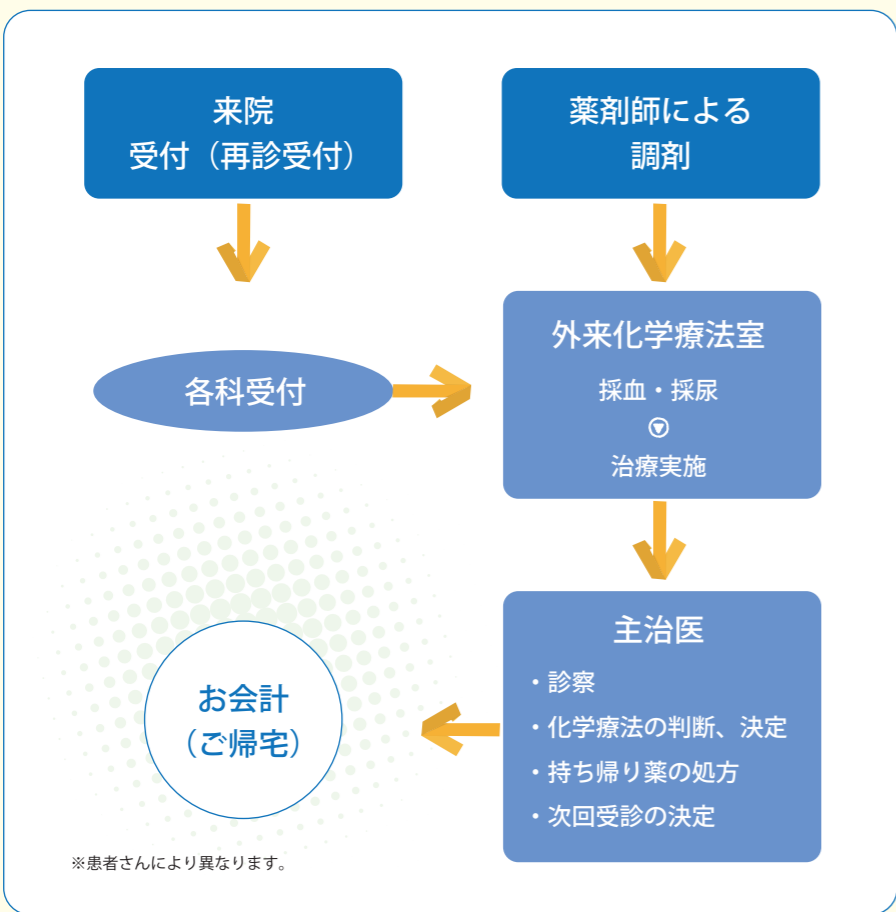 来院
受付（再診受付）
薬剤師による
調剤
各科受付
外来化学療法室
採血・採尿
治療実施
主治医
・診察
・化学療法の判断、決定
・持ち帰り薬の処方
・次回受診の決定
お会計
（ご帰宅）
※患者さんにより異なります。